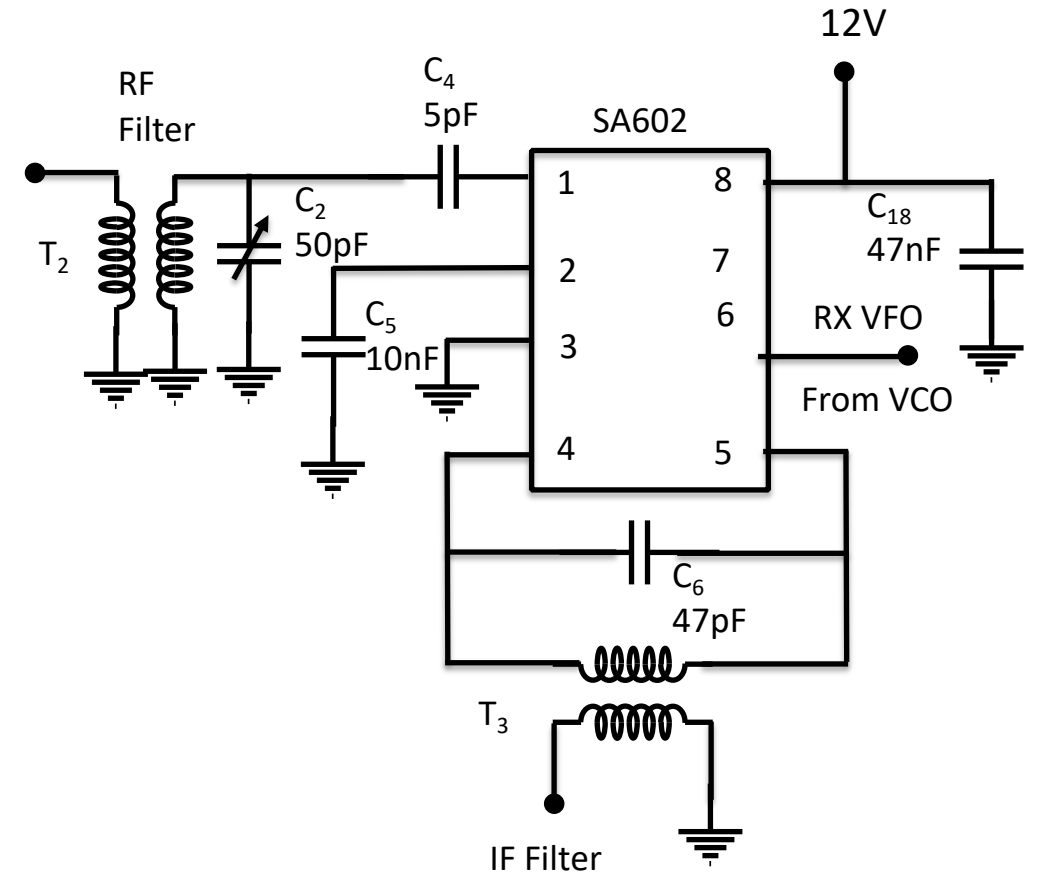 12V
RF
Filter
C₄
5pF
SA602
1
8
C₂
50pF
C₁₈
47nF
T₂
2
7
6
RX VFO
C₅
10nF
3
From VCO
4
5
C₆
47pF
T₃
IF Filter